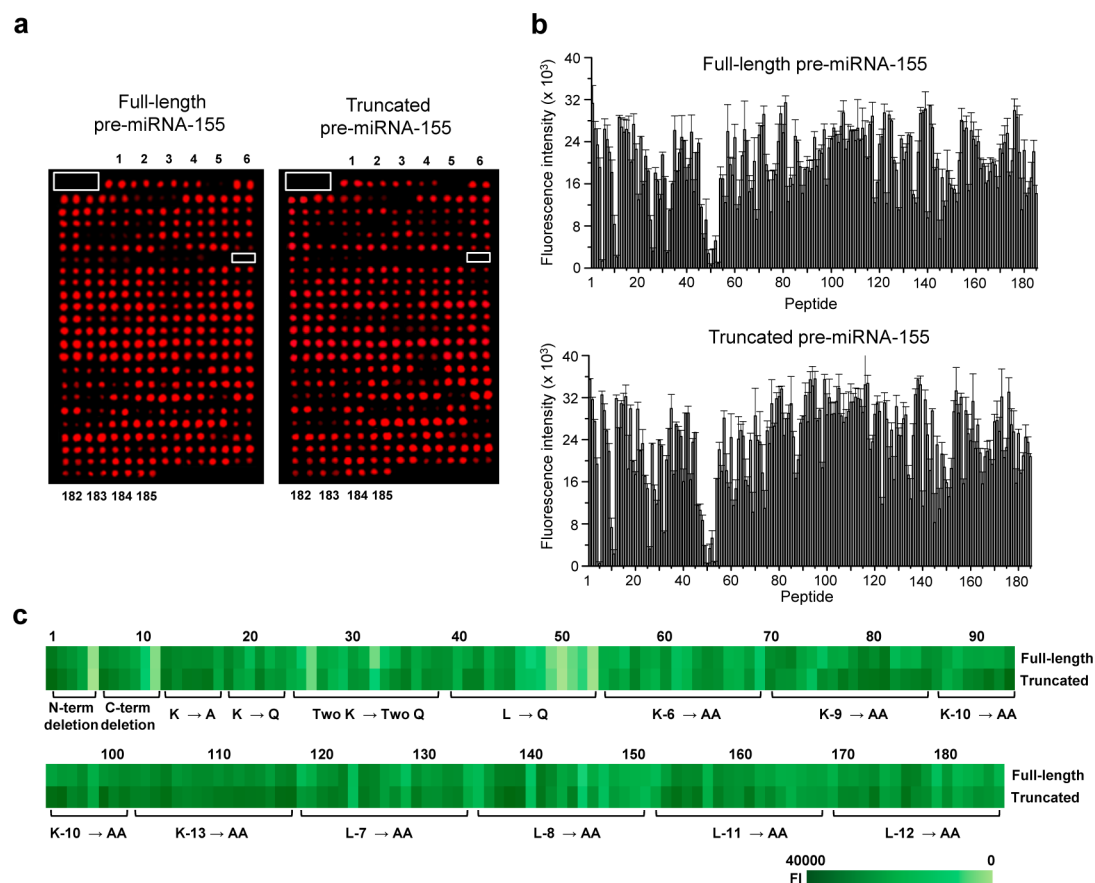 a
Full-length
pre-miRNA-155
Truncated
pre-miRNA-155
1 2 3 4 5 6
1 2 3 4 5 6
182 183 184 185
182 183 184 185
b
Full-length pre-miRNA-155
Fluorescence intensity (x 10³)
40
32
24
16
8
0
1 20 40 60 80 100 120 140 160 180
Peptide
Truncated pre-miRNA-155
Fluorescence intensity (x 10³)
40
32
24
16
8
0
1 20 40 60 80 100 120 140 160 180
Peptide
c
1 10 20 30 40 50 60 70 80 90
Full-length
Truncated
N-term deletion
C-term deletion
K → A
K → Q
Two K → Two Q
L → Q
K-6 → AA
K-9 → AA
K-10 → AA
100 110 120 130 140 150 160 170 180
Full-length
Truncated
K-10 → AA
K-13 → AA
L-7 → AA
L-8 → AA
L-11 → AA
L-12 → AA
40000 0
FI